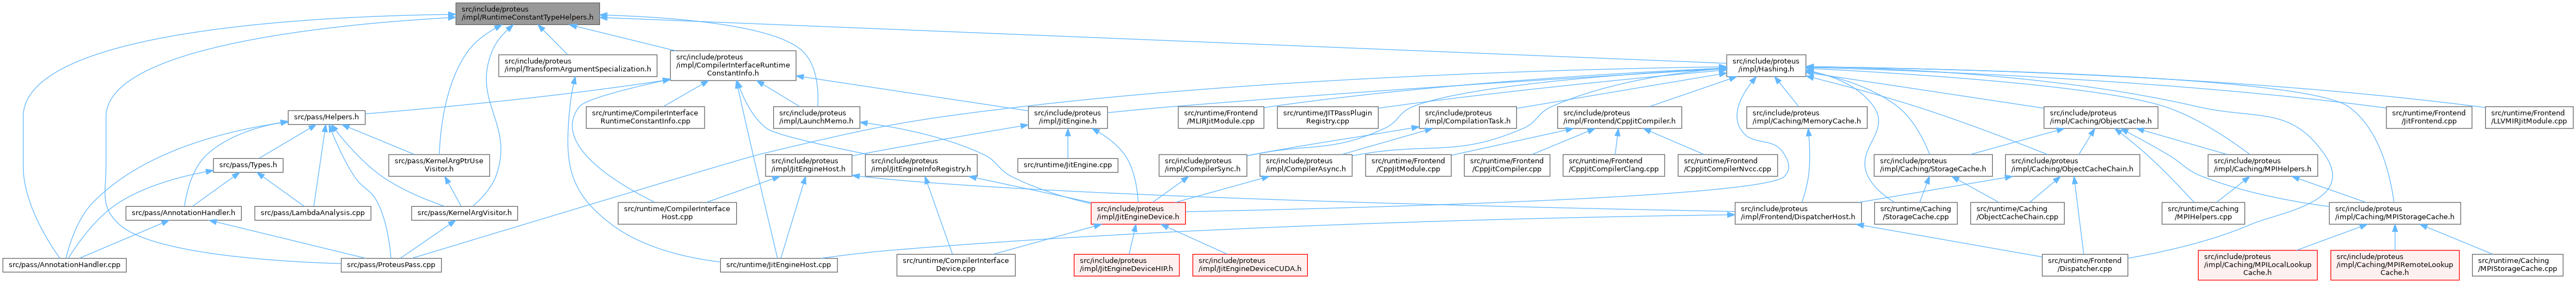 src/include/proteus
/impl/RuntimeConstantTypeHelpers.h
src/include/proteus
/impl/TransformArgumentSpecialization.h
src/include/proteus
/impl/CompilerInterfaceRuntime
ConstantInfo.h
src/include/proteus
/impl/Hashing.h
src/pass/Helpers.h
src/runtime/CompilerInterface
RuntimeConstantInfo.cpp
src/include/proteus
/impl/LaunchMemo.h
src/include/proteus
/impl/JitEngine.h
src/runtime/Frontend
/MLIRJitModule.cpp
src/runtime/JITPassPlugin
Registry.cpp
src/include/proteus
/impl/CompilationTask.h
src/include/proteus
/impl/Frontend/CppJitCompiler.h
src/include/proteus
/impl/Caching/MemoryCache.h
src/include/proteus
/impl/Caching/ObjectCache.h
src/runtime/Frontend
/JitFrontend.cpp
src/runtime/Frontend
/LLVMIRJitModule.cpp
src/pass/Types.h
src/pass/KernelArgPtrUse
Visitor.h
src/include/proteus
/impl/JitEngineHost.h
src/include/proteus
/impl/JitEngineInfoRegistry.h
src/runtime/JitEngine.cpp
src/include/proteus
/impl/CompilerSync.h
src/include/proteus
/impl/CompilerAsync.h
src/runtime/Frontend
/CppJitModule.cpp
src/runtime/Frontend
/CppJitCompiler.cpp
src/runtime/Frontend
/CppJitCompilerClang.cpp
src/runtime/Frontend
/CppJitCompilerNvcc.cpp
src/include/proteus
/impl/Caching/StorageCache.h
src/include/proteus
/impl/Caching/ObjectCacheChain.h
src/include/proteus
/impl/Caching/MPIHelpers.h
src/pass/AnnotationHandler.h
src/pass/LambdaAnalysis.cpp
src/pass/KernelArgVisitor.h
src/runtime/CompilerInterface
Host.cpp
src/include/proteus
/impl/JitEngineDevice.h
src/include/proteus
/impl/Frontend/DispatcherHost.h
src/runtime/Caching
/StorageCache.cpp
src/runtime/Caching
/ObjectCacheChain.cpp
src/runtime/Caching
/MPIHelpers.cpp
src/include/proteus
/impl/Caching/MPIStorageCache.h
src/pass/AnnotationHandler.cpp
src/pass/ProteusPass.cpp
src/runtime/JitEngineHost.cpp
src/runtime/CompilerInterface
Device.cpp
src/include/proteus
/impl/JitEngineDeviceHIP.h
src/include/proteus
/impl/JitEngineDeviceCUDA.h
src/runtime/Frontend
/Dispatcher.cpp
src/include/proteus
/impl/Caching/MPILocalLookup
Cache.h
src/include/proteus
/impl/Caching/MPIRemoteLookup
Cache.h
src/runtime/Caching
/MPIStorageCache.cpp